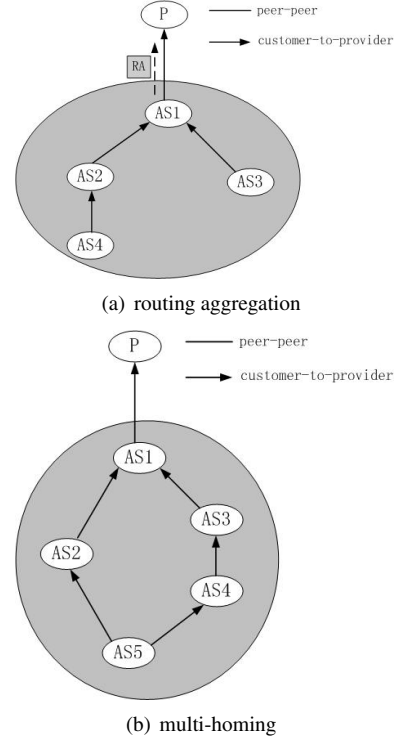 P
peer-peer
customer-to-provider
RA
AS1
AS2
AS3
AS4
(a) routing aggregation
P
peer-peer
customer-to-provider
AS1
AS3
AS2
AS4
AS5
(b) multi-homing